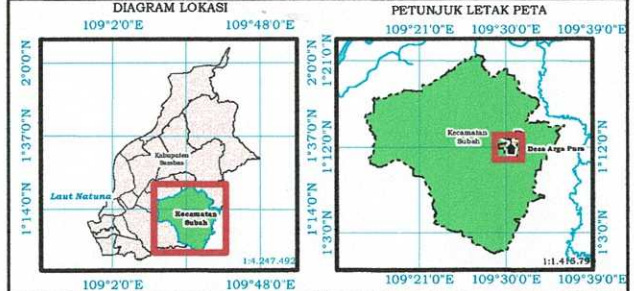 DIAGRAM LOKASI
109°2'0"E 109°48'0"E
2°0'0"N
1°37'0"N
1°14'0"N
Kabupaten
Sambas
Laut Natuna
Kecamatan
Subah
2°0'0"N
1°37'0"N
1°14'0"N
1:4.247.492
109°2'0"E 109°48'0"E
PETUNJUK LETAK PETA
109°21'0"E 109°30'0"E 109°39'0"E
1°21'0"N
1°12'0"N
1°3'0"N
Kecamatan
Subah
Desa Arga Pura
1°12'0"N
1°3'0"N
109°21'0"E 109°30'0"E 109°39'0"E